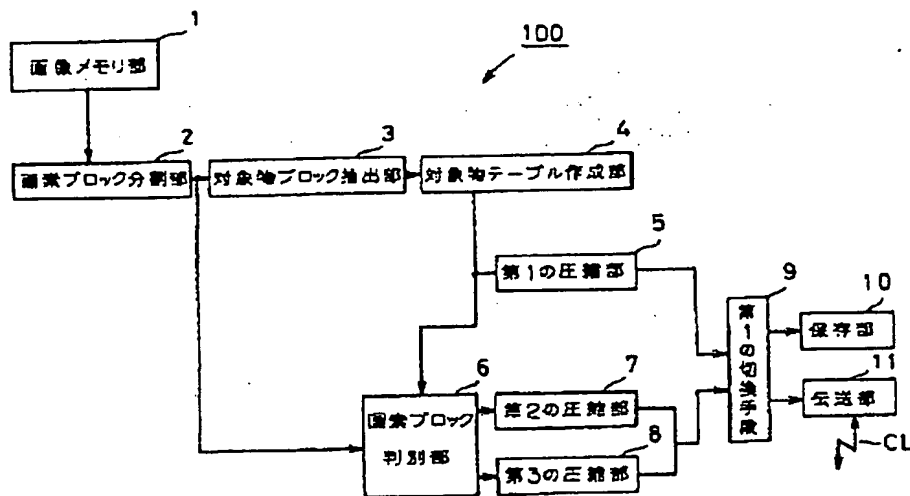 100
1
画像メモリ部
2
画素ブロック分割部
3
対象物ブロック抽出部
4
対象物テーブル作成部
5
第1の圧縮部
6
画素ブロック
判別部
7
第2の圧縮部
8
第3の圧縮部
9
第1の切換手段
10
保存部
11
伝送部
CL